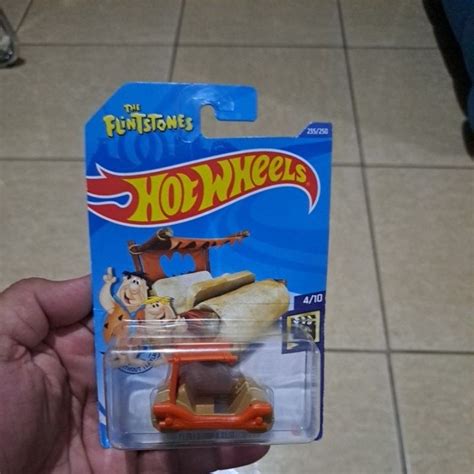 THE
FLINTSTONES
235/250
HOT WHEELS
4/10